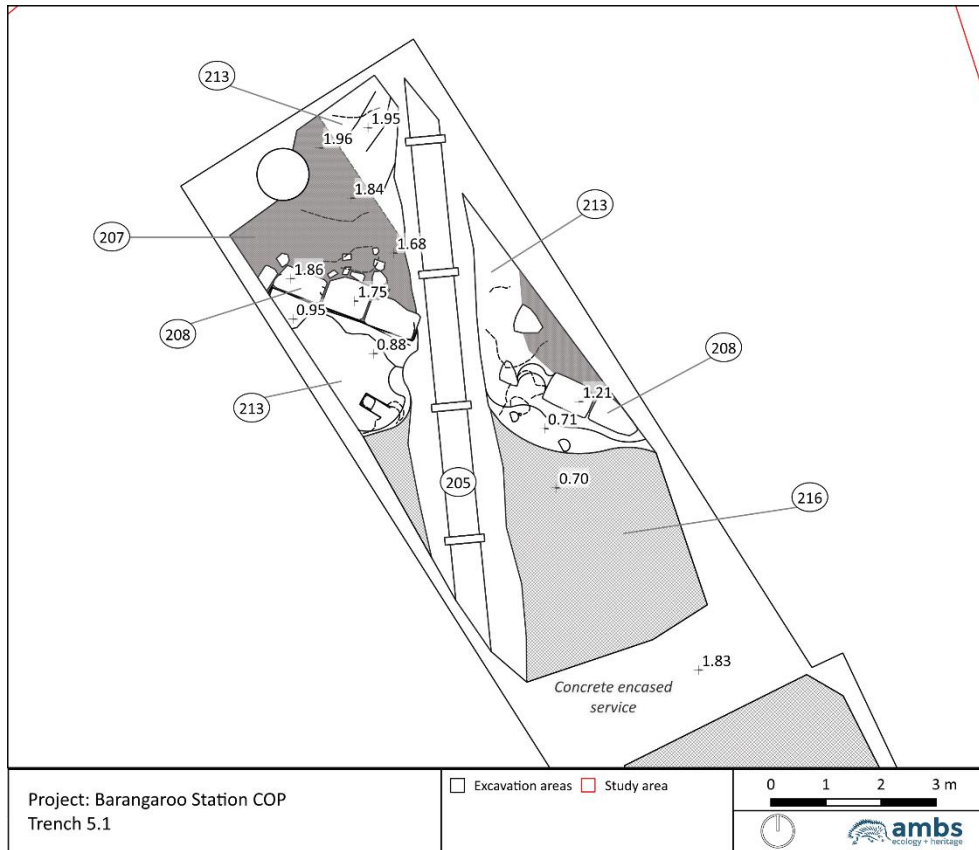 213
1.95
1.96
1.84
213
207
1.68
1.86
1.75
0.95
208
0.88
208
1.21
213
0.71
205
0.70
216
1.83
Concrete encased
service
Project: Barangaroo Station COP
Trench 5.1
Excavation areas Study area
0 1 2 3 m
ambs
ecology + heritage